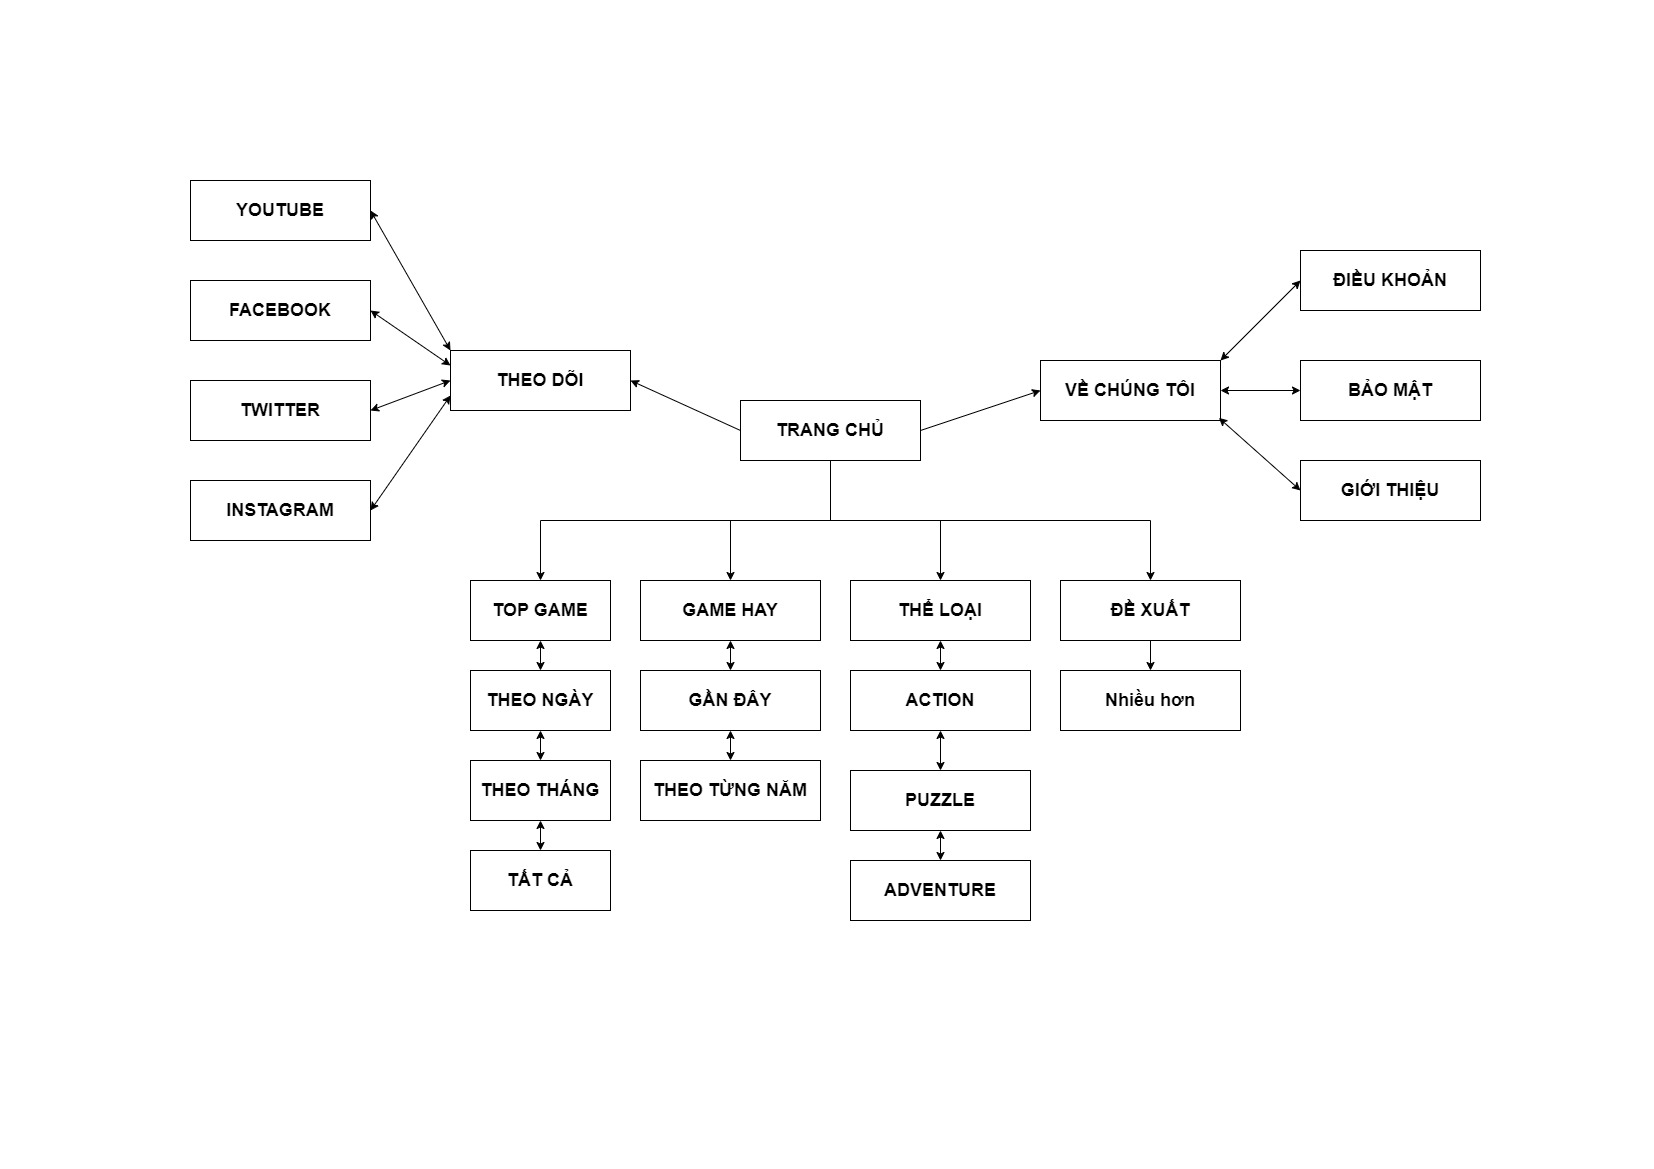 YOUTUBE
FACEBOOK
TWITTER
INSTAGRAM
THEO DÕI
TRANG CHỦ
VỀ CHÚNG TÔI
ĐIỀU KHOẢN
BẢO MẬT
GIỚI THIỆU
TOP GAME
THEO NGÀY
THEO THÁNG
TẤT CẢ
GAME HAY
GẦN ĐÂY
THEO TỪNG NĂM
THỂ LOẠI
ACTION
PUZZLE
ADVENTURE
ĐỀ XUẤT
Nhiều hơn